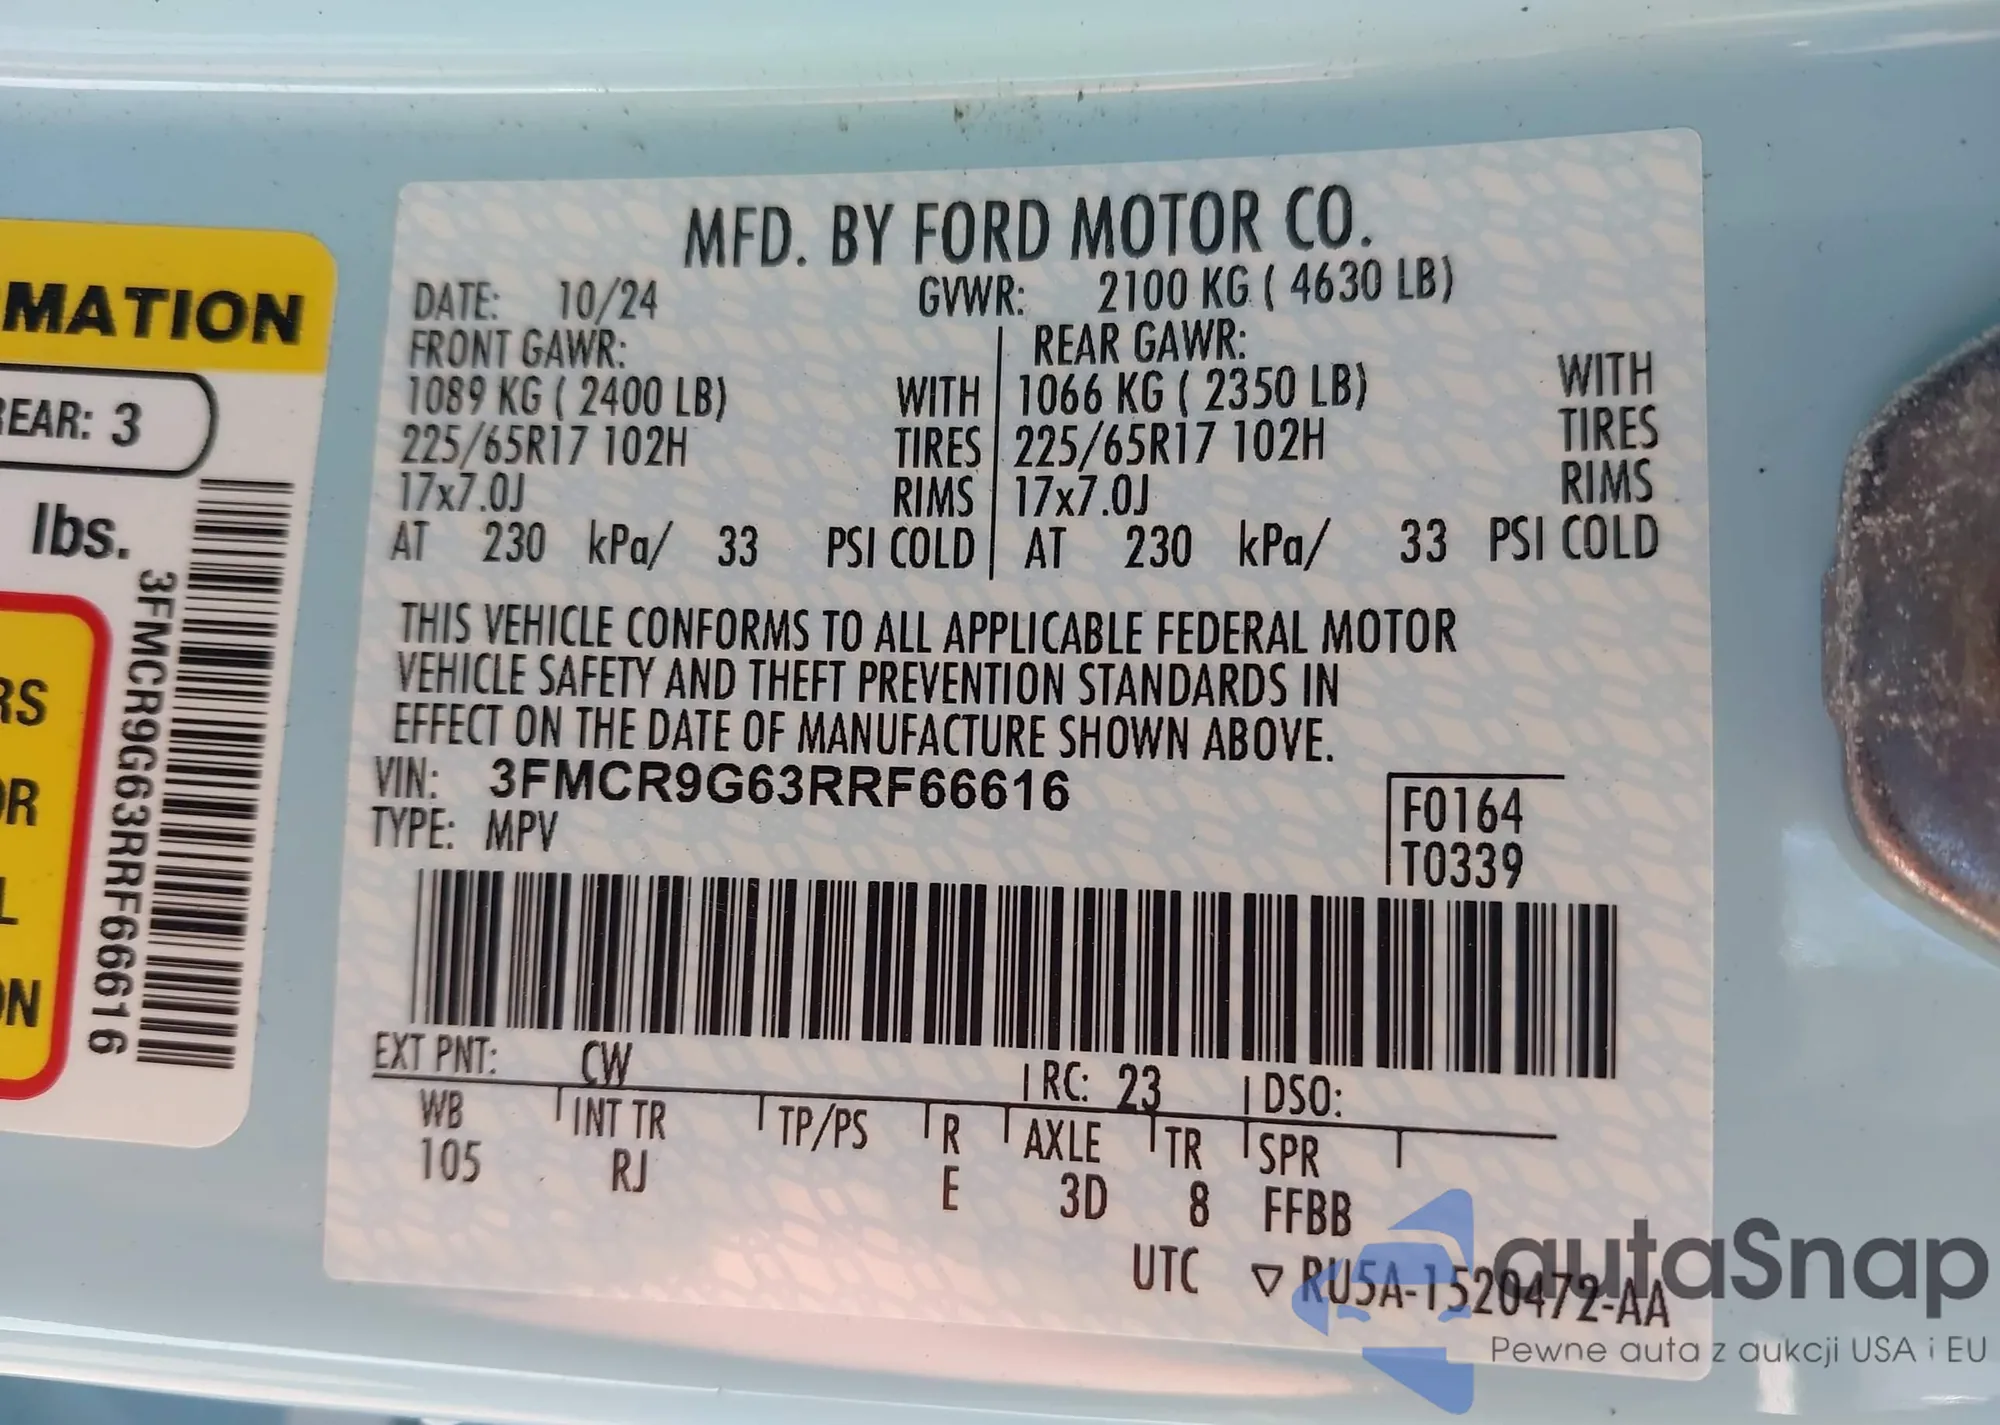 MFD. BY FORD MOTOR CO.
DATE: 10/24 GVWR: 2100 KG ( 4630 LB)
FRONT GAWR: REAR GAWR:
1089 KG ( 2400 LB) WITH 1066 KG ( 2350 LB) WITH
225/65R17 102H TIRES 225/65R17 102H TIRES
17x7.0J RIMS 17x7.0J RIMS
AT 230 kPa/ 33 PSI COLD AT 230 kPa/ 33 PSI COLD
THIS VEHICLE CONFORMS TO ALL APPLICABLE FEDERAL MOTOR
VEHICLE SAFETY AND THEFT PREVENTION STANDARDS IN
EFFECT ON THE DATE OF MANUFACTURE SHOWN ABOVE.
VIN: 3FMCR9G63RRF66616
TYPE: MPV
F0164
T0339
EXT PNT: CW RC: 23 DSO:
WB INT TR TP/PS R AXLE TR SPR
105 RJ E 3D 8 FFBB
UTC ▽ RU5A-1520472-AA
MATION
REAR: 3
lbs.
3FMCR9G63RRF66616
RS
OR
L
ON
autaSnap
Pewne auta z aukcji USA i EU